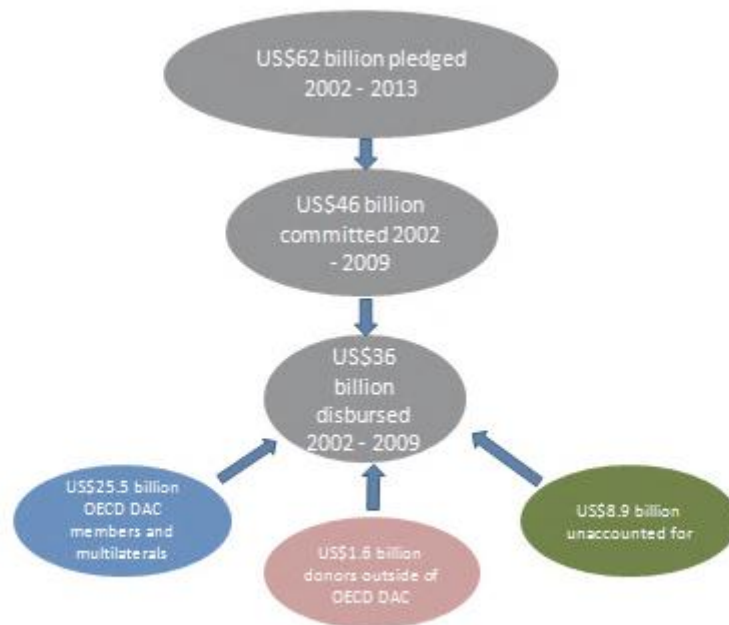 US$62 billion pledged
2002 - 2013
US$46 billion
committed 2002
- 2009
US$36
billion
disbursed
2002 - 2009
US$25.5 billion
OECD DAC
members and
multilaterals
US$1.6 billion
donors outside of
OECD DAC
US$8.9 billion
unaccounted for